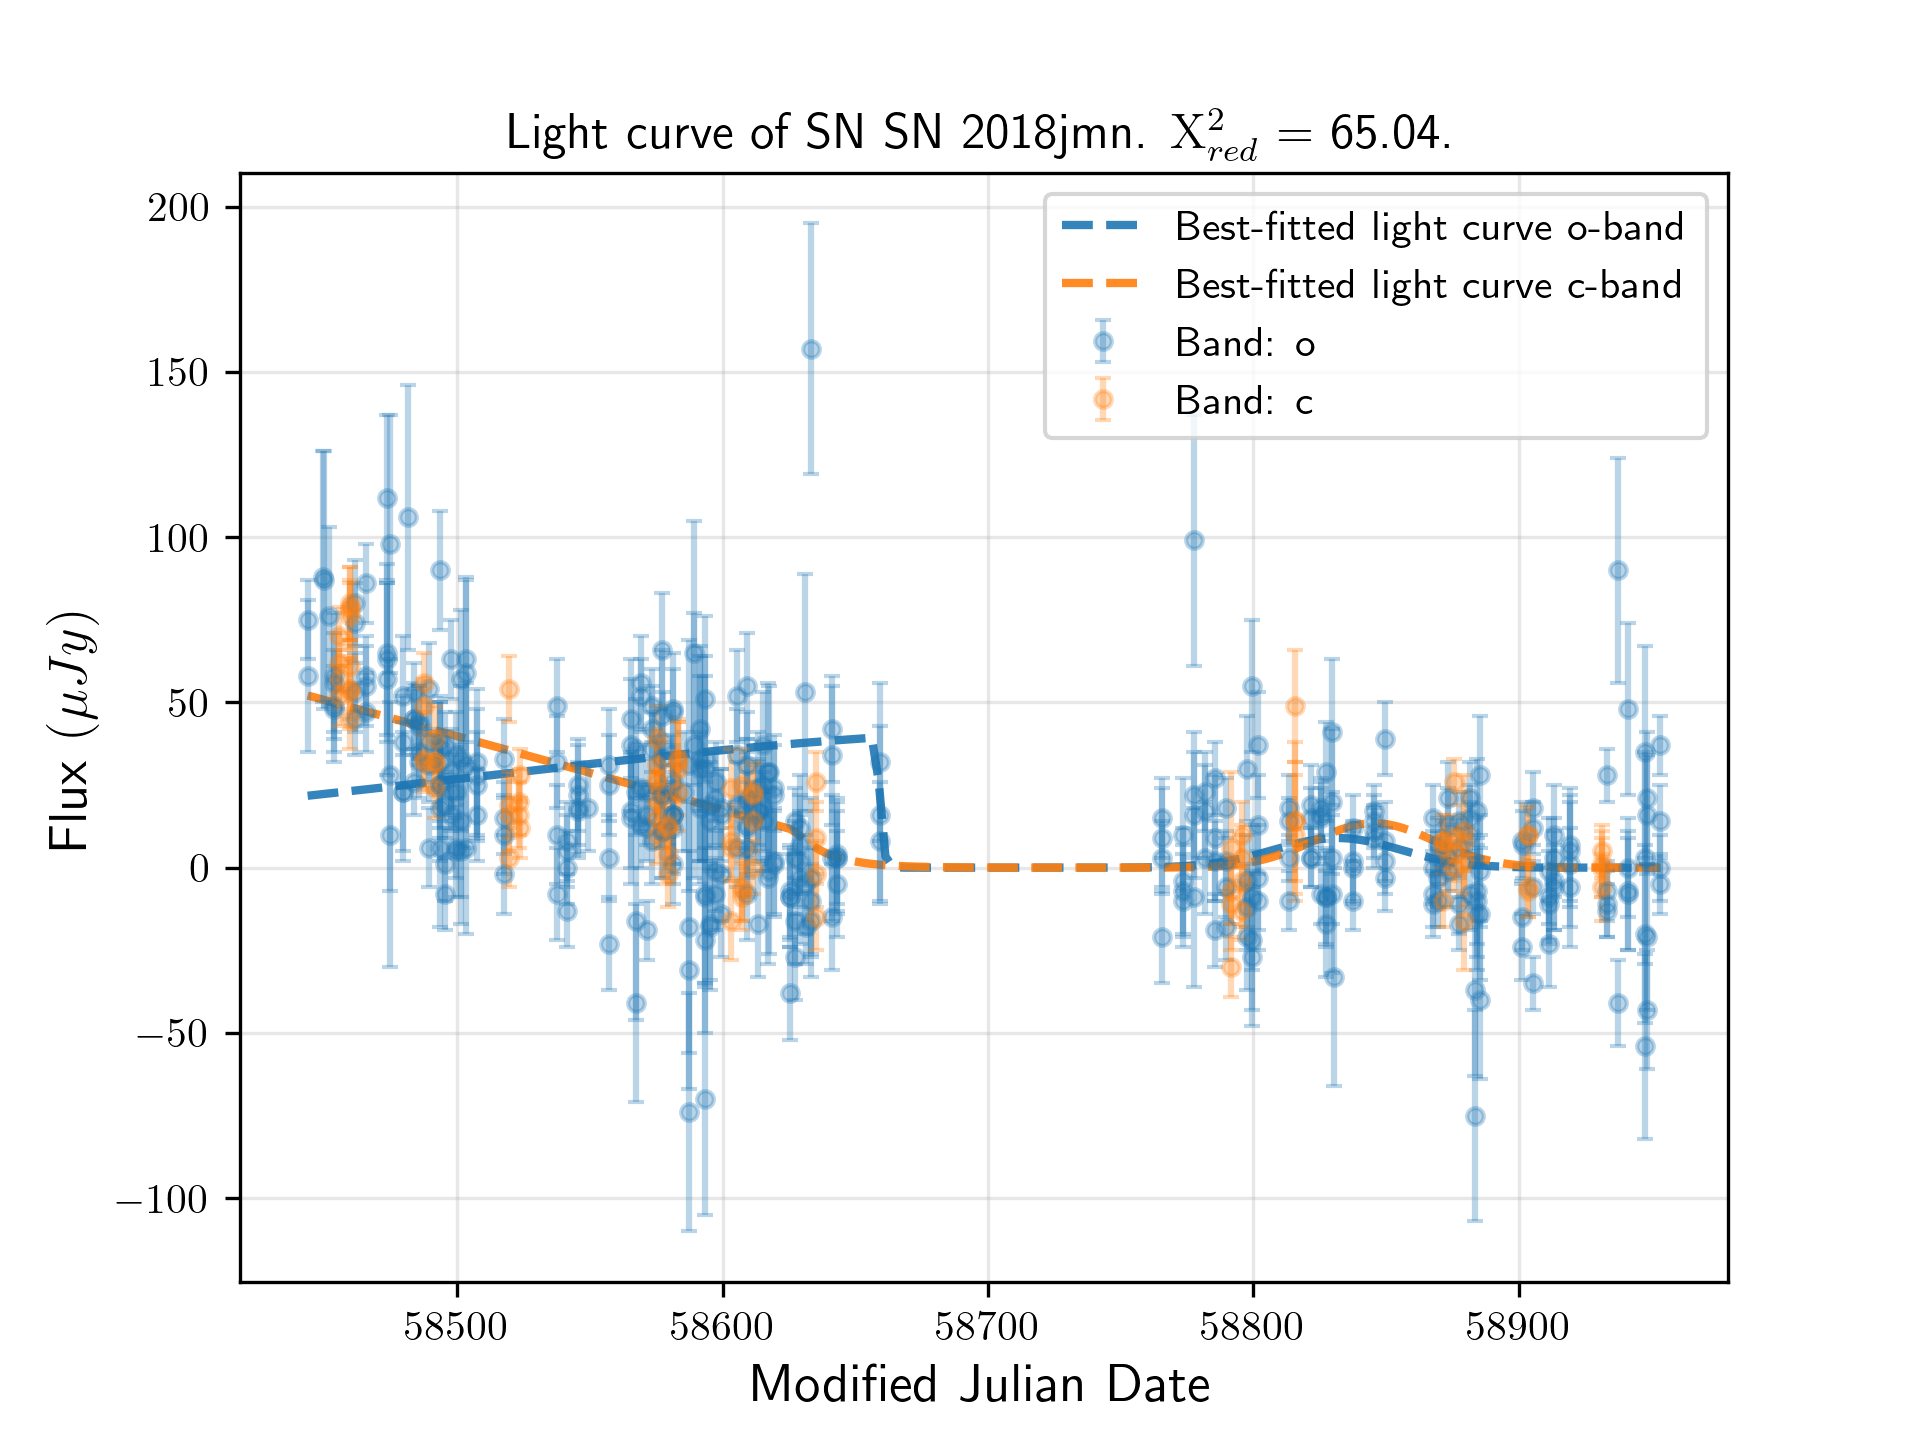 Light curve of SN SN 2018jmn. X²red = 65.04.
Best-fitted light curve o-band
Best-fitted light curve c-band
Band: o
Band: c
Flux (μJy)
200
150
100
50
0
−50
−100
58500 58600 58700 58800 58900
Modified Julian Date